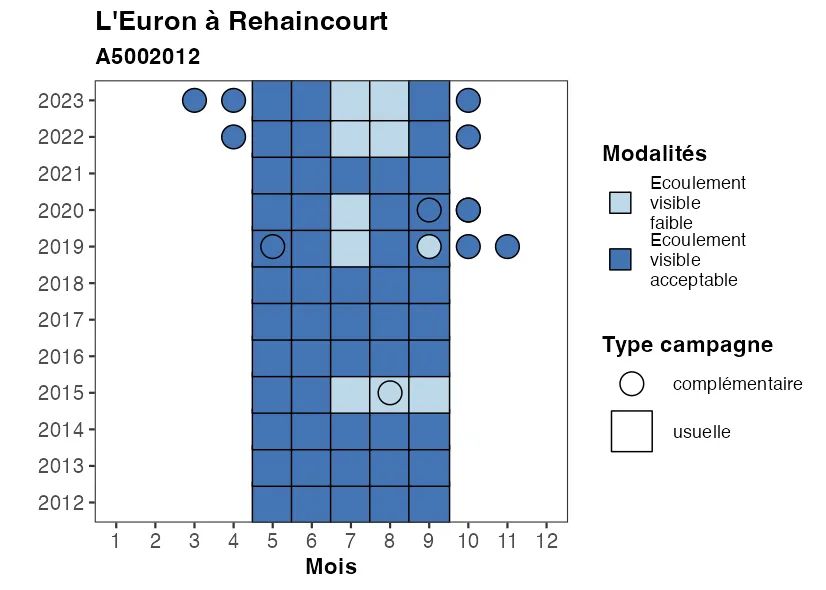 L'Euron à Rehaincourt
A5002012
2023
2022
2021
2020
2019
2018
2017
2016
2015
2014
2013
2012
1 2 3 4 5 6 7 8 9 10 11 12
Mois
Modalités
Ecoulement
visible
faible
Ecoulement
visible
acceptable
Type campagne
complémentaire
usuelle